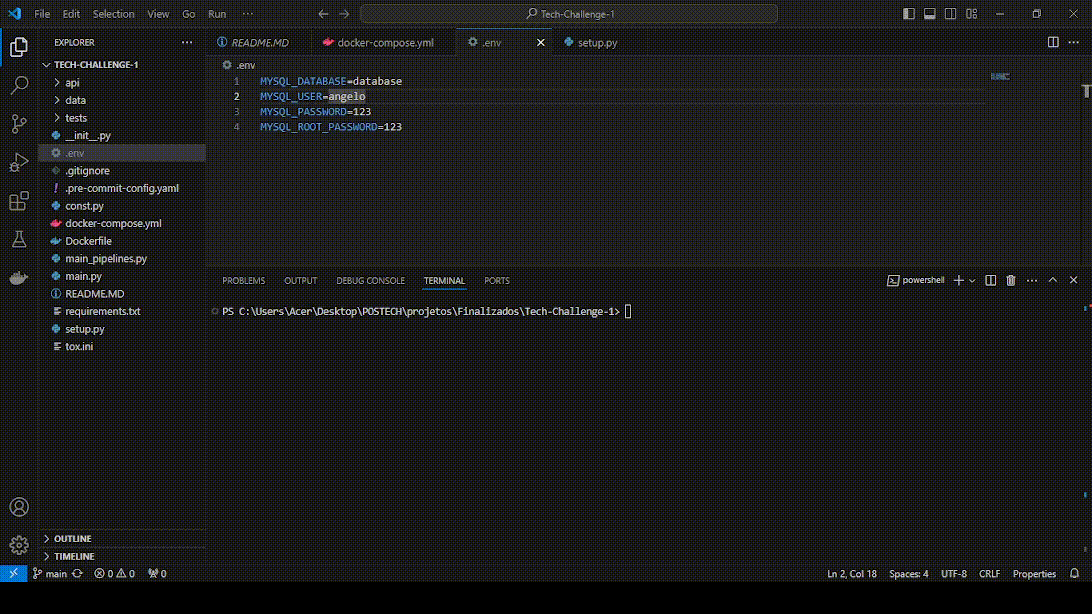 File Edit Selection View Go Run ··· Tech-Challenge-1
EXPLORER ···
TECH-CHALLENGE-1
api
data
tests
__init__.py
.env
.gitignore
! .pre-commit-config.yaml
const.py
docker-compose.yml
Dockerfile
main_pipelines.py
main.py
README.MD
requirements.txt
setup.py
tox.ini
OUTLINE
TIMELINE
README.MD docker-compose.yml .env setup.py
.env
1 MYSQL_DATABASE=database
2 MYSQL_USER=angelo
3 MYSQL_PASSWORD=123
4 MYSQL_ROOT_PASSWORD=123
PROBLEMS OUTPUT DEBUG CONSOLE TERMINAL PORTS powershell
PS C:\Users\Acer\Desktop\POSTECH\projetos\Finalizados\Tech-Challenge-1>
main 0 0 0 Ln 2, Col 18 Spaces: 4 UTF-8 CRLF Properties